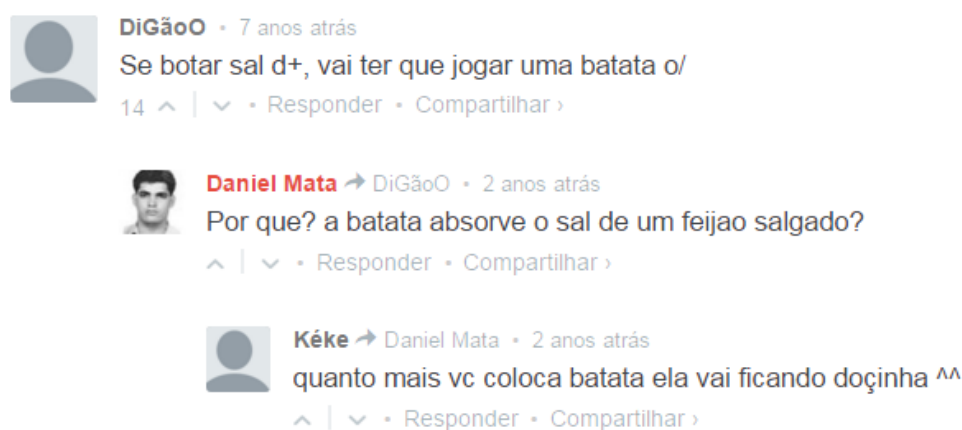 DiGãoO • 7 anos atrás
Se botar sal d+, vai ter que jogar uma batata o/
14 • Responder • Compartilhar ›
Daniel Mata DiGãoO • 2 anos atrás
Por que? a batata absorve o sal de um feijao salgado?
• Responder • Compartilhar ›
Kéke Daniel Mata • 2 anos atrás
quanto mais vc coloca batata ela vai ficando doçinha ^^
• Responder • Compartilhar ›